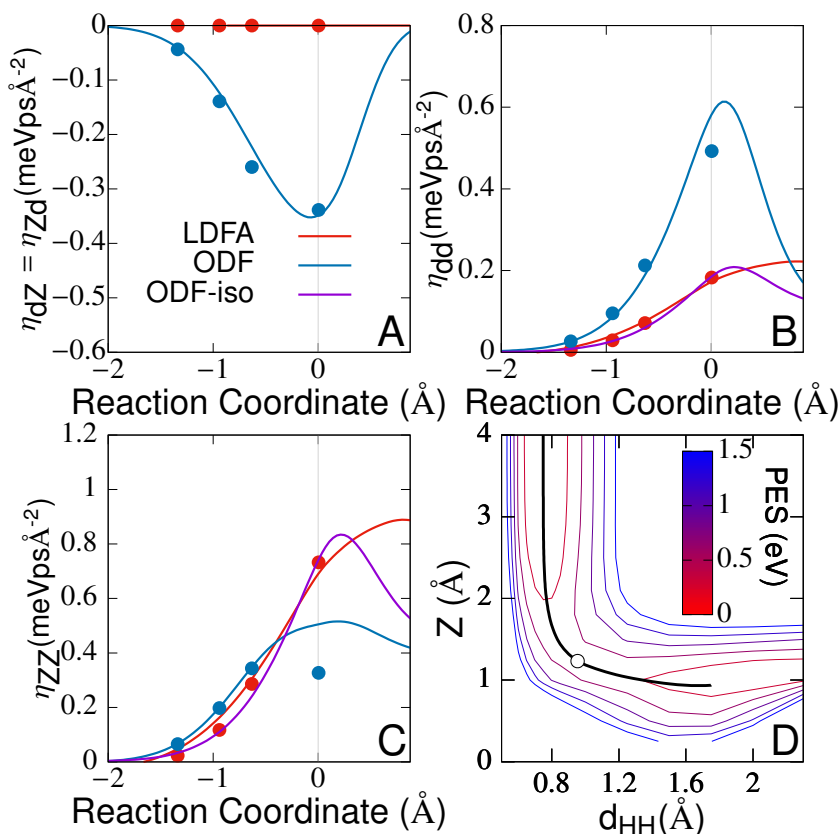 η_dZ = η_Zd (meVpsÅ⁻²)
0
−0.1
−0.2
−0.3
−0.4
−0.5
−0.6
LDFA
ODF
ODF-iso
A
−2 −1 0
Reaction Coordinate (Å)
η_dd (meVpsÅ⁻²)
0.8
0.6
0.4
0.2
0
B
−2 −1 0
Reaction Coordinate (Å)
η_ZZ (meVpsÅ⁻²)
1.2
1
0.8
0.6
0.4
0.2
0
C
−2 −1 0
Reaction Coordinate (Å)
Z (Å)
4
3
2
1
0
1.5
1
0.5
0
PES (eV)
D
0.8 1.2 1.6 2
d_HH(Å)